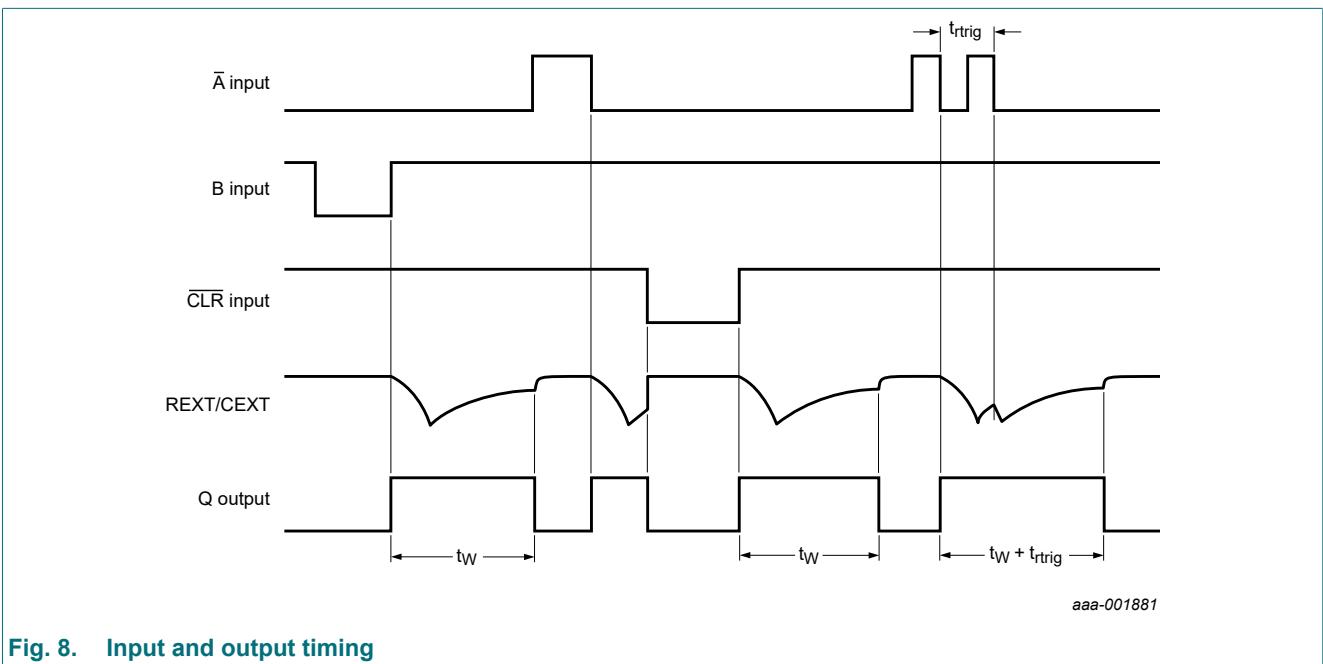 t_rtrig
A̅ input
B input
C̅L̅R̅ input
REXT/CEXT
Q output
t_W
t_W
t_W + t_rtrig
aaa-001881
Fig. 8. Input and output timing